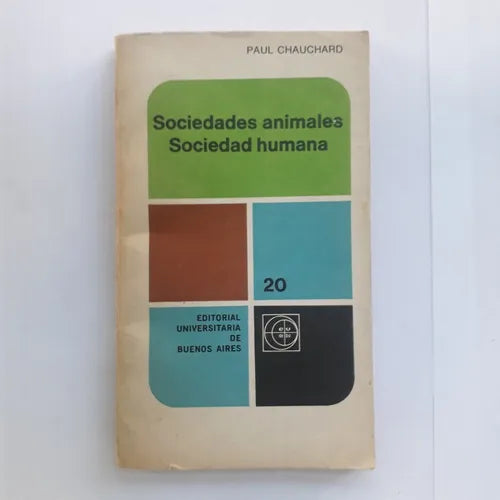 PAUL CHAUCHARD
Sociedades animales
Sociedad humana
20
EDITORIAL
UNIVERSITARIA
DE
BUENOS AIRES